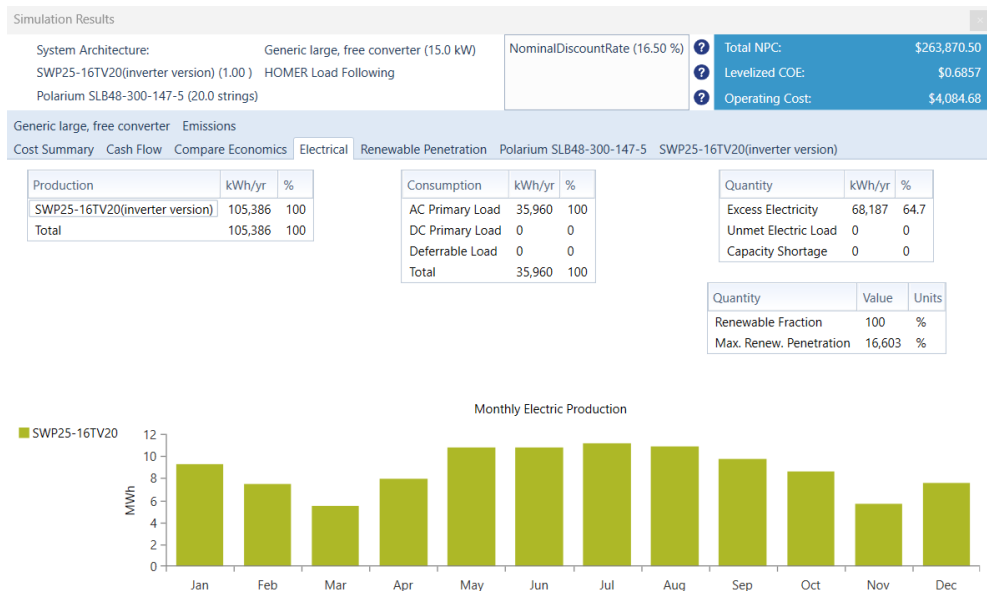 Simulation Results
System Architecture:
Generic large, free converter (15.0 kW)
SWP25-16TV20(inverter version) (1.00 )
HOMER Load Following
Polarium SLB48-300-147-5 (20.0 strings)
NominalDiscountRate (16.50 %)
? Total NPC: $263,870.50
? Levelized COE: $0.6857
? Operating Cost: $4,084.68
Generic large, free converter Emissions
Cost Summary Cash Flow Compare Economics Electrical Renewable Penetration Polarium SLB48-300-147-5 SWP25-16TV20(inverter version)
Production kWh/yr %
SWP25-16TV20(inverter version) 105,386 100
Total 105,386 100
Consumption kWh/yr %
AC Primary Load 35,960 100
DC Primary Load 0 0
Deferrable Load 0 0
Total 35,960 100
Quantity kWh/yr %
Excess Electricity 68,187 64.7
Unmet Electric Load 0 0
Capacity Shortage 0 0
Quantity Value Units
Renewable Fraction 100 %
Max. Renew. Penetration 16,603 %
Monthly Electric Production
SWP25-16TV20
MWh
12
10
8
6
4
2
0
Jan Feb Mar Apr May Jun Jul Aug Sep Oct Nov Dec